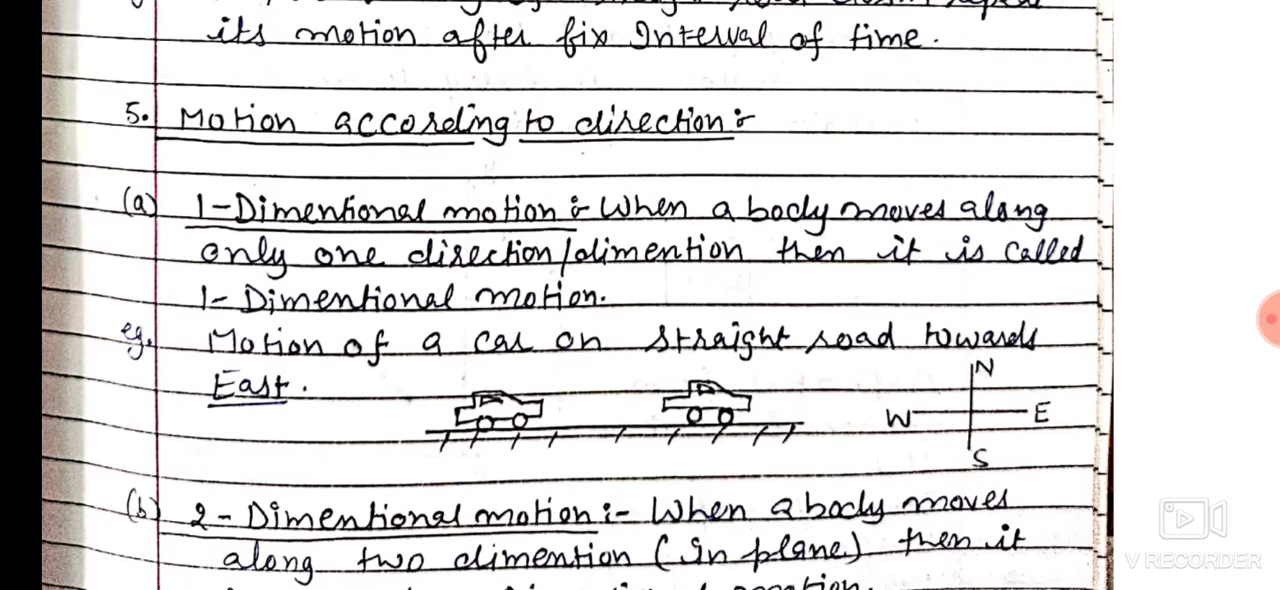 repeat
its motion after fix Interval of time.
5. Motion according to direction :-
(a) 1-Dimentional motion :- When a body moves along
only one direction/dimention then it is called
1- Dimentional motion.
eg. Motion of a car on straight road towards
East.
N
W E
S
(b) 2 - Dimentional motion :- When a body moves
along two dimention (in plane) then it
motion.
V RECORDER